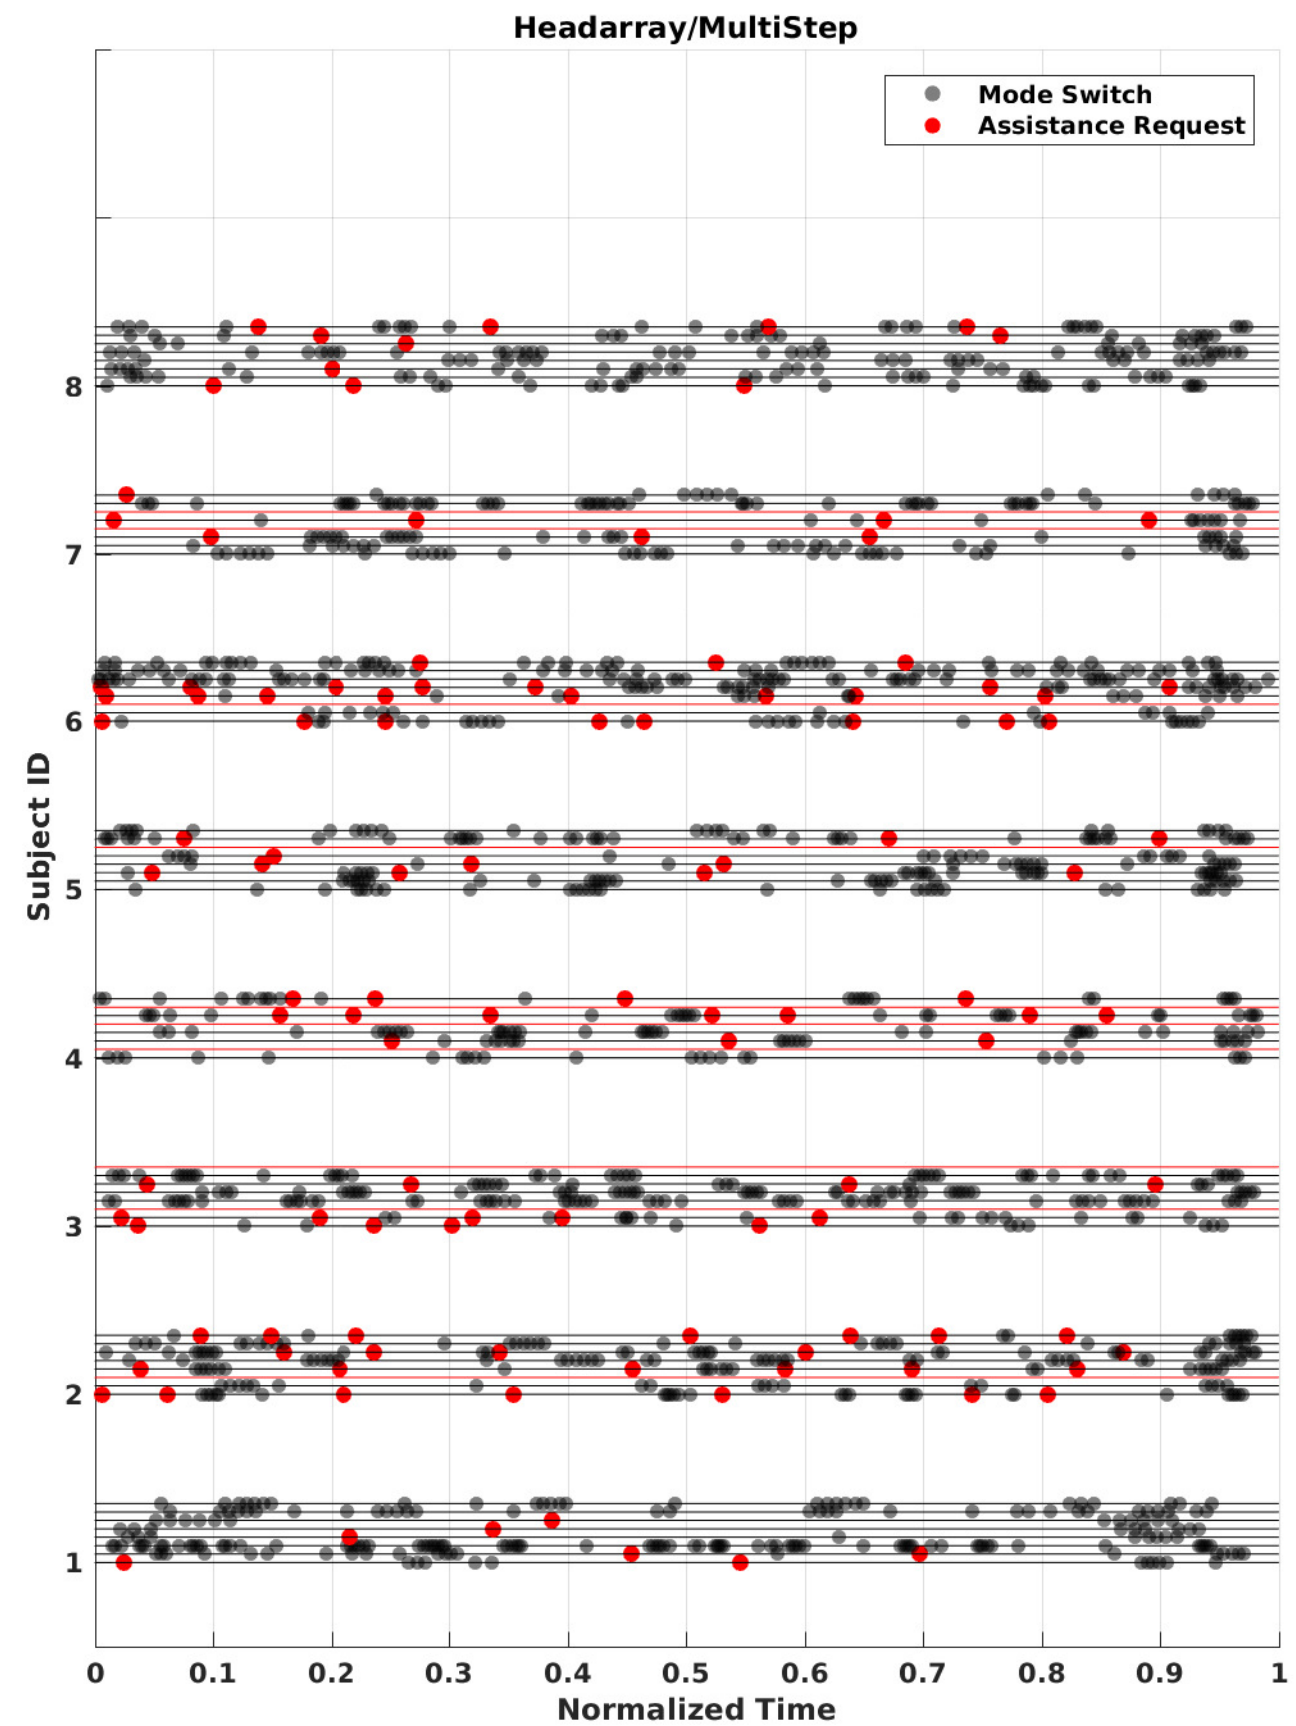 Headarray/MultiStep
Mode Switch
Assistance Request
8
7
6
5
4
3
2
1
Subject ID
0 0.1 0.2 0.3 0.4 0.5 0.6 0.7 0.8 0.9 1
Normalized Time